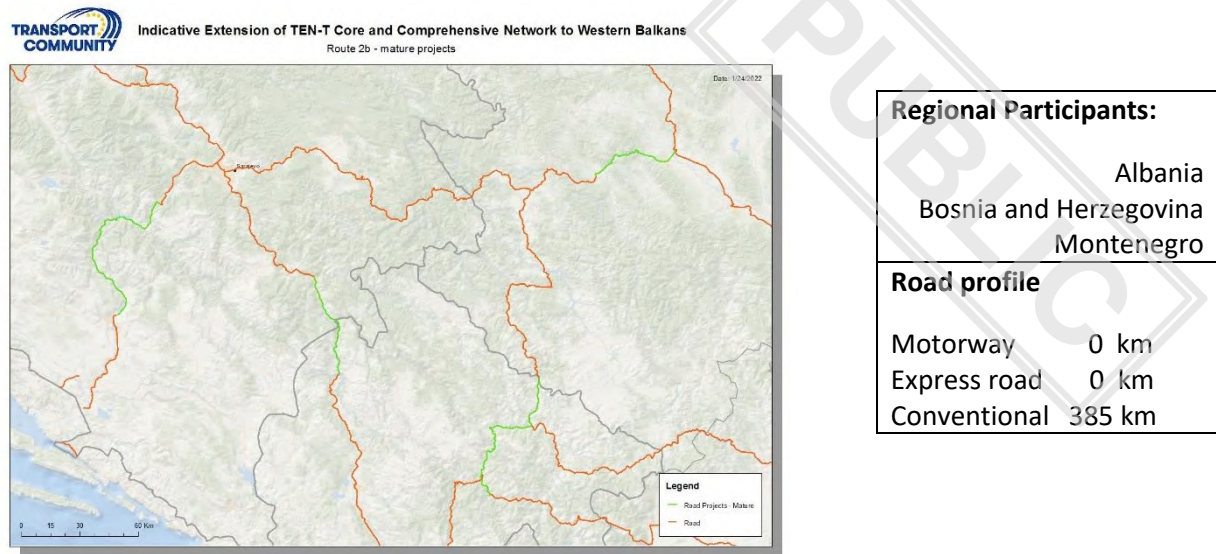 TRANSPORT
COMMUNITY
Indicative Extension of TEN-T Core and Comprehensive Network to Western Balkans
Route 2b - mature projects
Date: 1/24/2022
Sarajevo
Legend
Road Projects - Mature
Road
0 15 30 60 Km
PUBLIC
Regional Participants:
Albania
Bosnia and Herzegovina
Montenegro
Road profile
Motorway 0 km
Express road 0 km
Conventional 385 km